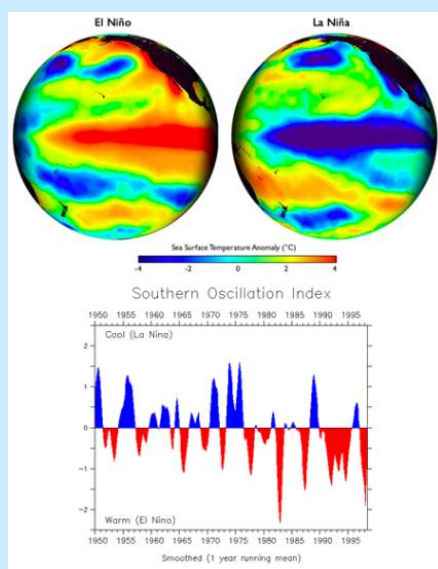 El Niño
La Niña
Sea Surface Temperature Anomaly (°C)
-4 -2 0 2 4
Southern Oscillation Index
1950 1955 1960 1965 1970 1975 1980 1985 1990 1995
Cool (La Nina)
2
1
0
-1
-2
Warm (El Nino)
1950 1955 1960 1965 1970 1975 1980 1985 1990 1995
Smoothed (1 year running mean)